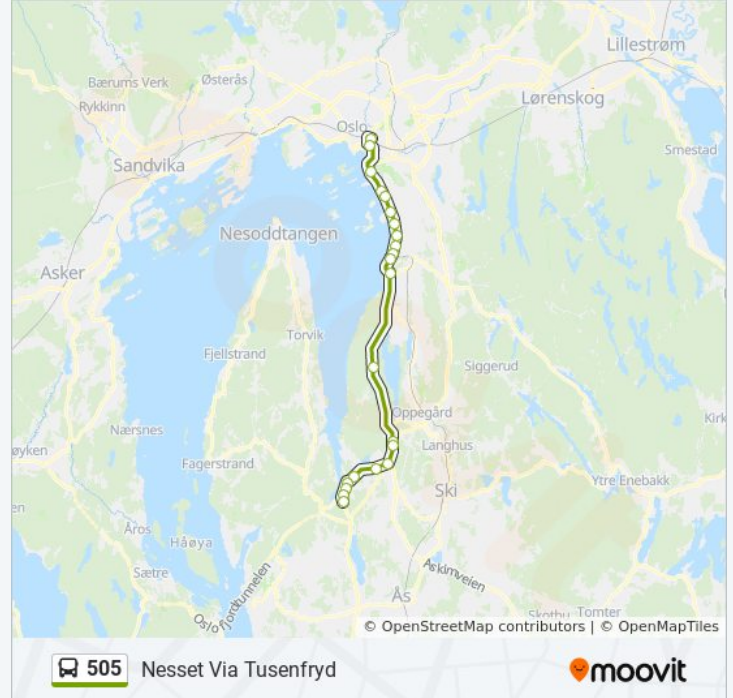 Lillestrøm
Bærums Verk
Østerås
Rykkinn
Lørenskog
Oslo
Smestad
Sandvika
Nesoddtangen
Asker
Torvik
Fjellstrand
Siggerud
Oppegård
Kirk
Nærsnes
Langhus
øyken
Fagerstrand
Ytre Enebakk
Ski
en
Åros
Håøya
Sætre
Askimveien
Ås
Oslofjordtunnelen
Skotbu
Tomter
© OpenStreetMap contributors | © OpenMapTiles
505 Nesset Via Tusenfryd
moovit